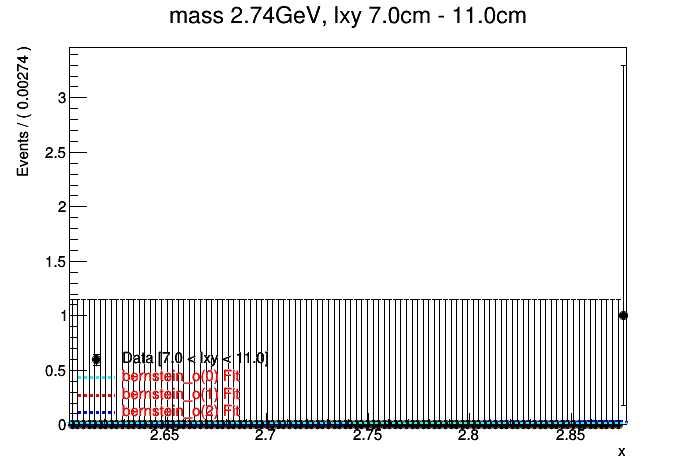 mass 2.74GeV, lxy 7.0cm - 11.0cm
Events / ( 0.00274 )
3
2.5
2
1.5
1
0.5
0
Data [7.0 < lxy < 11.0]
bernstein_o(0) Fit
bernstein_o(1) Fit
bernstein_o(2) Fit
2.65 2.7 2.75 2.8 2.85
x